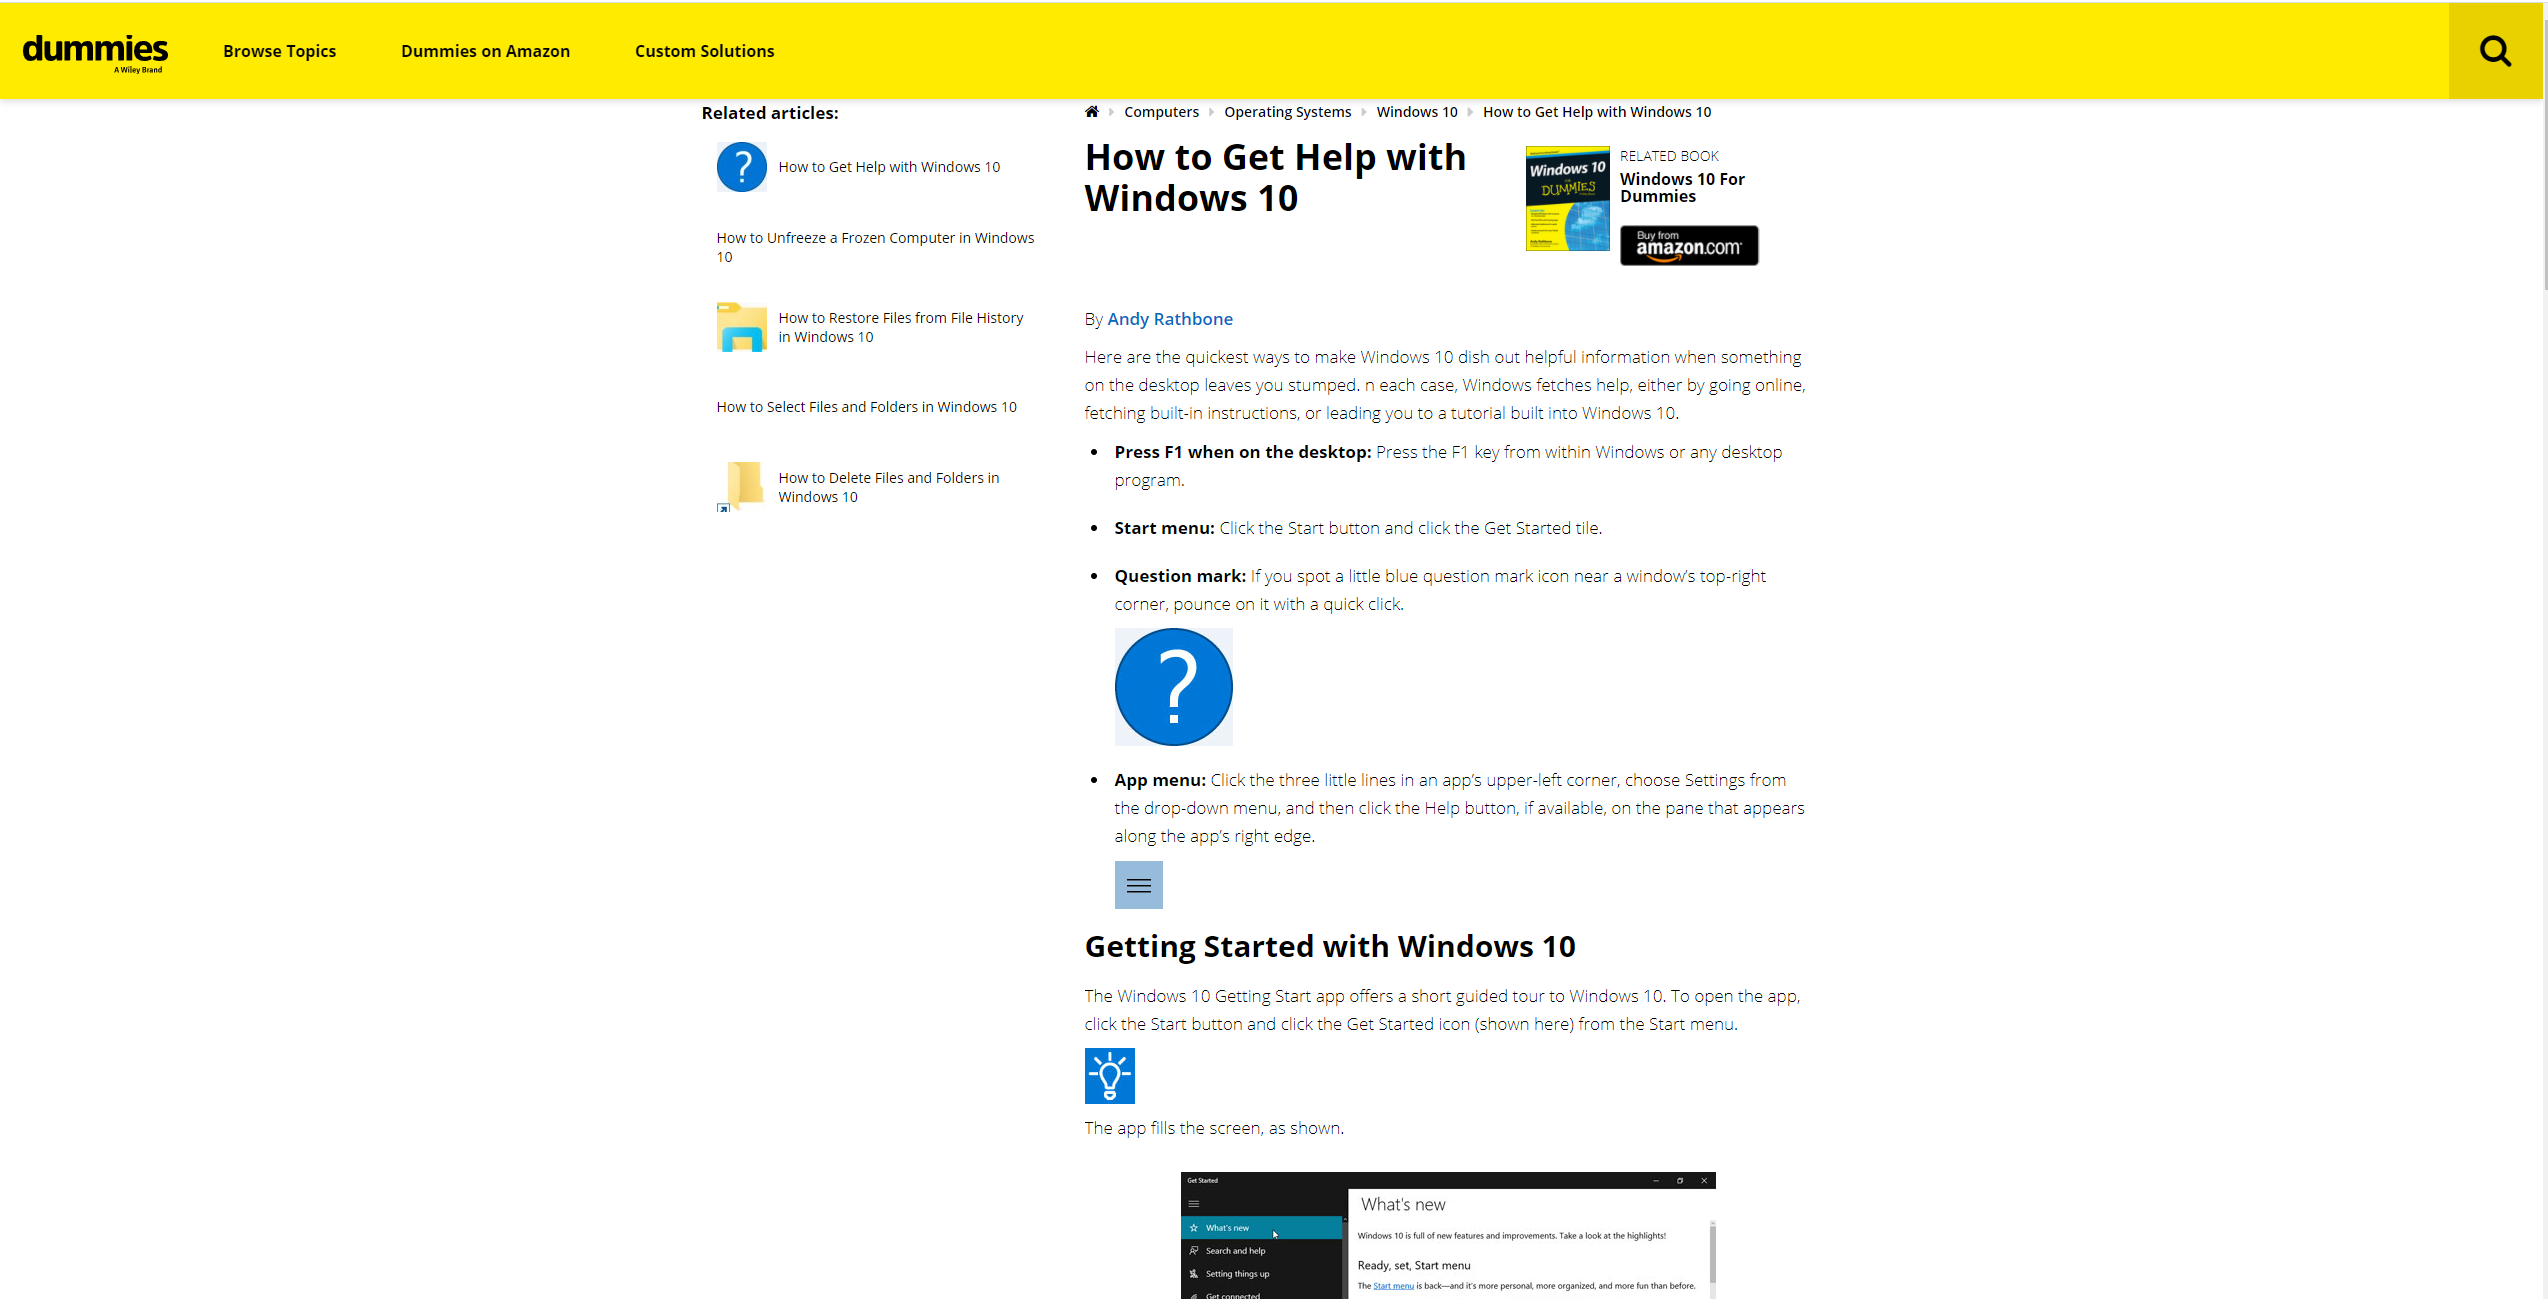 dummies
A Wiley Brand
Browse Topics
Dummies on Amazon
Custom Solutions
Related articles:
How to Get Help with Windows 10
How to Unfreeze a Frozen Computer in Windows
10
How to Restore Files from File History
in Windows 10
How to Select Files and Folders in Windows 10
How to Delete Files and Folders in
Windows 10
Computers
Operating Systems
Windows 10
How to Get Help with Windows 10
How to Get Help with
Windows 10
Windows 10
DUMMIES
RELATED BOOK
Windows 10 For
Dummies
Buy from
amazon.com
By Andy Rathbone
Here are the quickest ways to make Windows 10 dish out helpful information when something
on the desktop leaves you stumped. n each case, Windows fetches help, either by going online,
fetching built-in instructions, or leading you to a tutorial built into Windows 10.
• Press F1 when on the desktop: Press the F1 key from within Windows or any desktop
program.
• Start menu: Click the Start button and click the Get Started tile.
• Question mark: If you spot a little blue question mark icon near a window’s top-right
corner, pounce on it with a quick click.
?
• App menu: Click the three little lines in an app’s upper-left corner, choose Settings from
the drop-down menu, and then click the Help button, if available, on the pane that appears
along the app’s right edge.
Getting Started with Windows 10
The Windows 10 Getting Start app offers a short guided tour to Windows 10. To open the app,
click the Start button and click the Get Started icon (shown here) from the Start menu.
The app fills the screen, as shown.
Get Started
What's new
Search and help
Setting things up
Get connected
What's new
Windows 10 is full of new features and improvements. Take a look at the highlights!
Ready, set, Start menu
The Start menu is back—and it's more personal, more organized, and more fun than before.